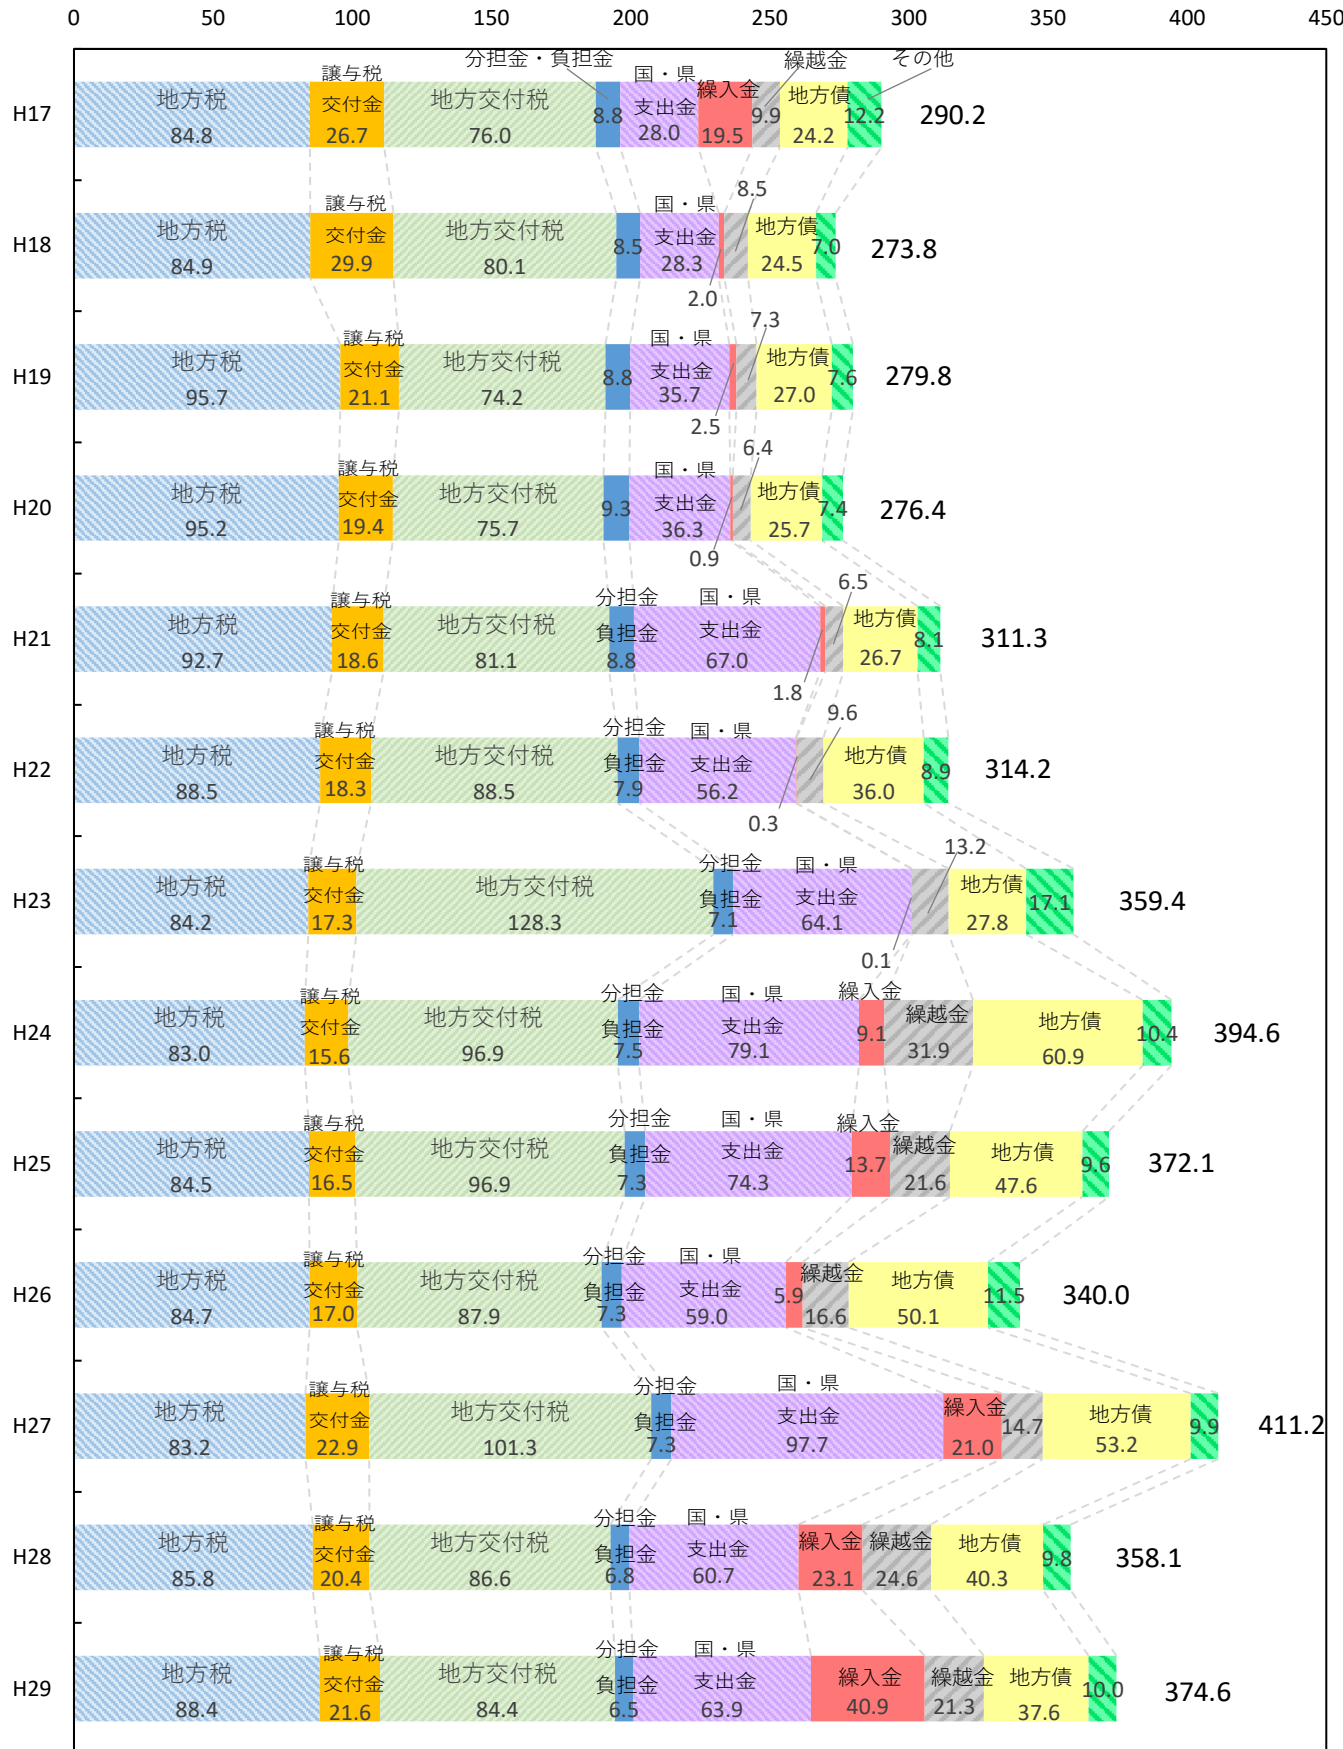 0 50 100 150 200 250 300 350 400 450
分担金・負担金 繰越金 その他
譲与税 国・県
H17 地方税 交付金 地方交付税 支出金 繰入金 地方債
84.8 26.7 76.0 8.8 28.0 19.5 9.9 24.2 12.2 290.2
8.5
譲与税 国・県
H18 地方税 交付金 地方交付税 支出金 地方債
84.9 29.9 80.1 8.5 28.3 24.5 7.0 273.8
2.0
7.3
譲与税 国・県
H19 地方税 交付金 地方交付税 支出金 地方債
95.7 21.1 74.2 8.8 35.7 27.0 7.6 279.8
2.5
6.4
譲与税 国・県
H20 地方税 交付金 地方交付税 支出金 地方債
95.2 19.4 75.7 9.3 36.3 25.7 7.4 276.4
0.9
6.5
譲与税 分担金 国・県
H21 地方税 交付金 地方交付税 負担金 支出金 地方債
92.7 18.6 81.1 8.8 67.0 26.7 8.1 311.3
1.8
9.6
譲与税 分担金 国・県
H22 地方税 交付金 地方交付税 負担金 支出金 地方債
88.5 18.3 88.5 7.9 56.2 36.0 8.9 314.2
0.3
13.2
譲与税 分担金 国・県
H23 地方税 交付金 地方交付税 負担金 支出金 地方債
84.2 17.3 128.3 7.1 64.1 27.8 17.1 359.4
0.1
譲与税 分担金 国・県 繰入金
H24 地方税 交付金 地方交付税 負担金 支出金 繰越金 地方債
83.0 15.6 96.9 7.5 79.1 9.1 31.9 60.9 10.4 394.6
譲与税 分担金 国・県 繰入金
H25 地方税 交付金 地方交付税 負担金 支出金 繰越金 地方債
84.5 16.5 96.9 7.3 74.3 13.7 21.6 47.6 9.6 372.1
譲与税 分担金 国・県 繰越金
H26 地方税 交付金 地方交付税 負担金 支出金 地方債
84.7 17.0 87.9 7.3 59.0 5.9 16.6 50.1 11.5 340.0
譲与税 分担金 国・県
H27 地方税 交付金 地方交付税 負担金 支出金 繰入金 地方債
83.2 22.9 101.3 7.3 97.7 21.0 14.7 53.2 9.9 411.2
譲与税 分担金 国・県
H28 地方税 交付金 地方交付税 負担金 支出金 繰入金 繰越金 地方債
85.8 20.4 86.6 6.8 60.7 23.1 24.6 40.3 9.8 358.1
譲与税 分担金 国・県
H29 地方税 交付金 地方交付税 負担金 支出金 繰入金 繰越金 地方債
88.4 21.6 84.4 6.5 63.9 40.9 21.3 37.6 10.0 374.6